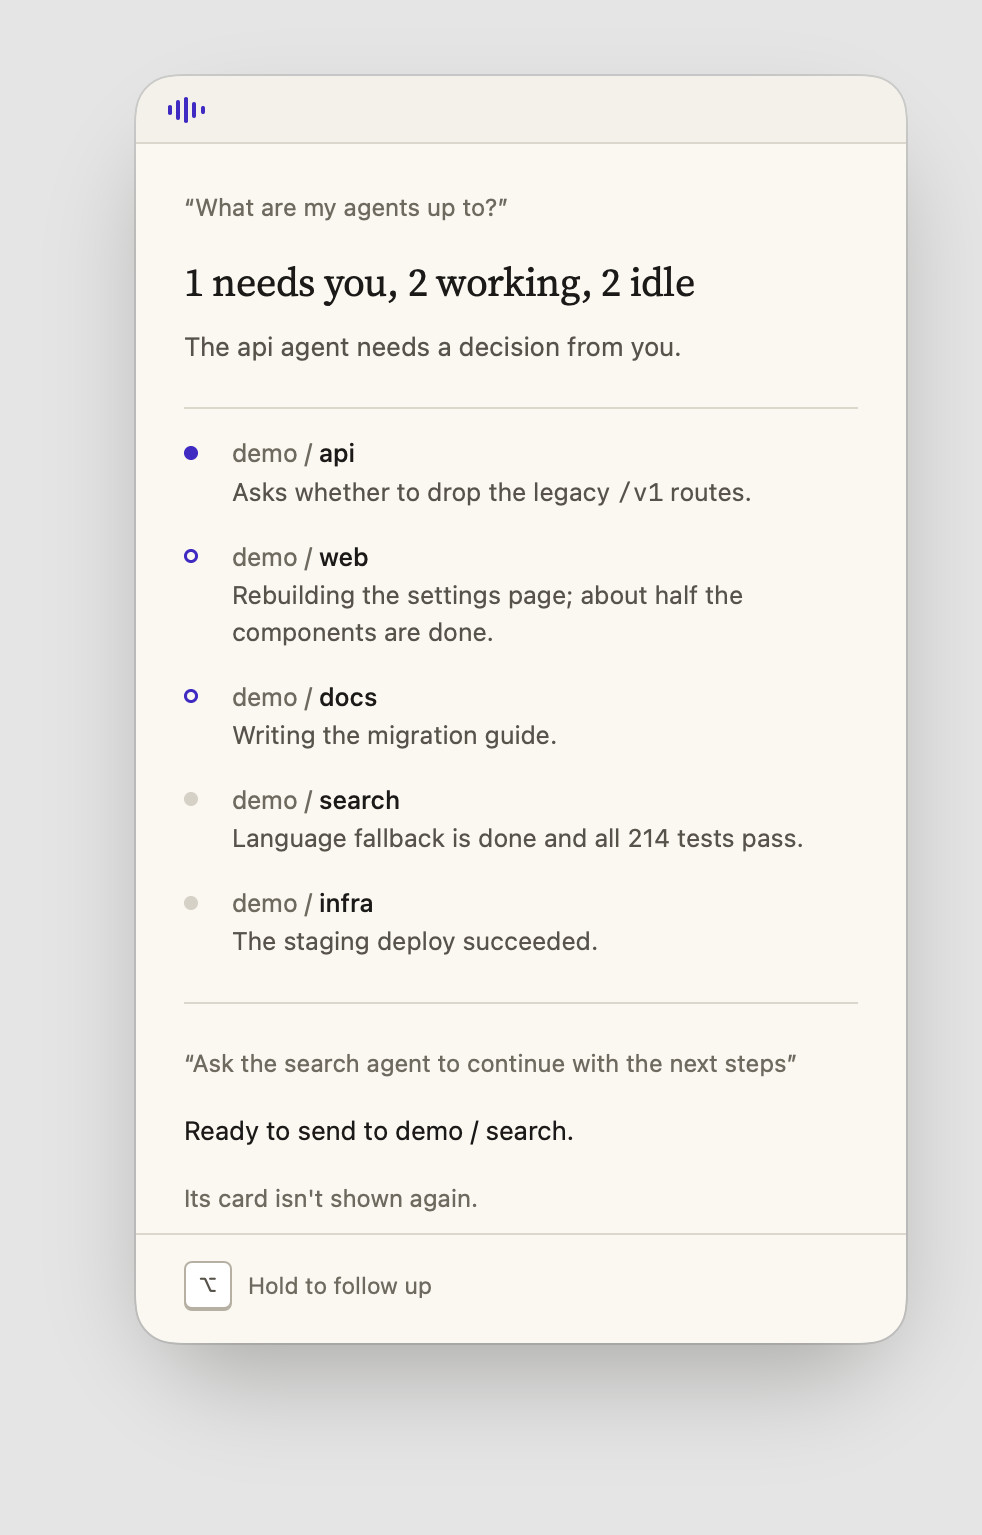 “What are my agents up to?”
1 needs you, 2 working, 2 idle
The api agent needs a decision from you.
demo / api
Asks whether to drop the legacy /v1 routes.
demo / web
Rebuilding the settings page; about half the
components are done.
demo / docs
Writing the migration guide.
demo / search
Language fallback is done and all 214 tests pass.
demo / infra
The staging deploy succeeded.
“Ask the search agent to continue with the next steps”
Ready to send to demo / search.
Its card isn't shown again.
⌥ Hold to follow up